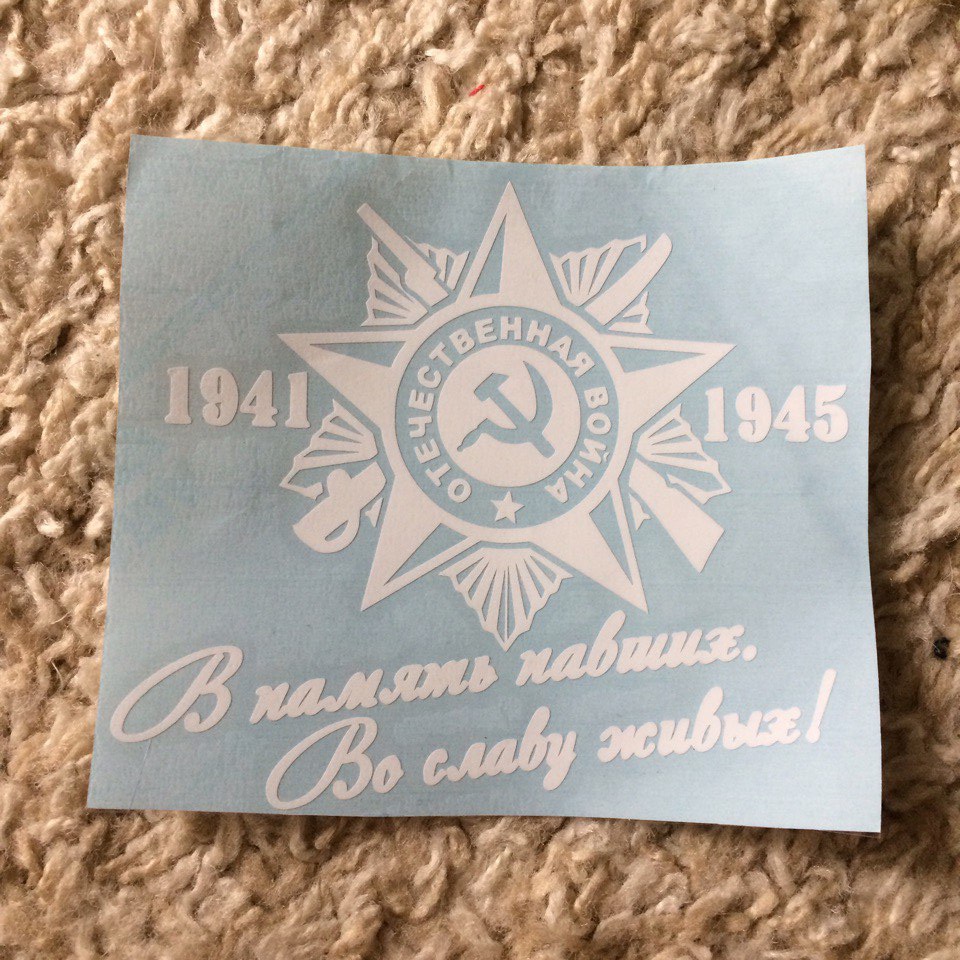 ОТЕЧЕСТВЕННАЯ ВОЙНА
1941
1945
В память павших.
Во славу живых!